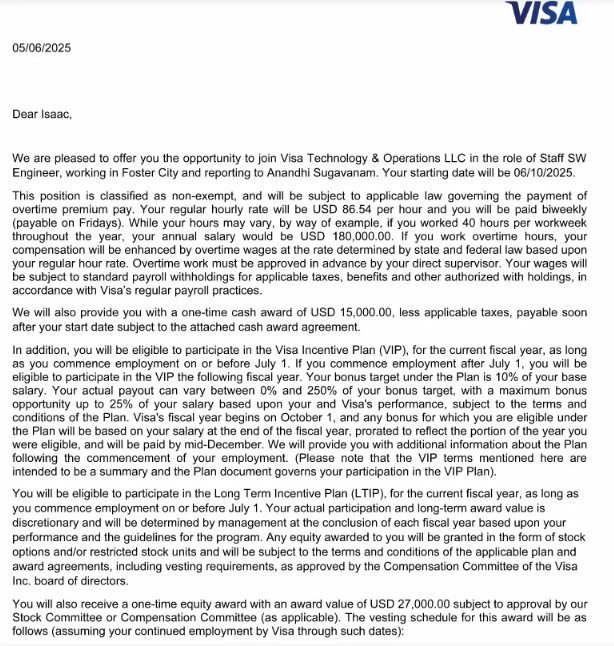 VISA
05/06/2025
Dear Isaac,
We are pleased to offer you the opportunity to join Visa Technology & Operations LLC in the role of Staff SW
Engineer, working in Foster City and reporting to Anandhi Sugavanam. Your starting date will be 06/10/2025.
This position is classified as non-exempt, and will be subject to applicable law governing the payment of
overtime premium pay. Your regular hourly rate will be USD 86.54 per hour and you will be paid biweekly
(payable on Fridays). While your hours may vary, by way of example, if you worked 40 hours per workweek
throughout the year, your annual salary would be USD 180,000.00. If you work overtime hours, your
compensation will be enhanced by overtime wages at the rate determined by state and federal law based upon
your regular hour rate. Overtime work must be approved in advance by your direct supervisor. Your wages will
be subject to standard payroll withholdings for applicable taxes, benefits and other authorized with holdings, in
accordance with Visa's regular payroll practices.
We will also provide you with a one-time cash award of USD 15,000.00, less applicable taxes, payable soon
after your start date subject to the attached cash award agreement.
In addition, you will be eligible to participate in the Visa Incentive Plan (VIP), for the current fiscal year, as long
as you commence employment on or before July 1. If you commence employment after July 1, you will be
eligible to participate in the VIP the following fiscal year. Your bonus target under the Plan is 10% of your base
salary. Your actual payout can vary between 0% and 250% of your bonus target, with a maximum bonus
opportunity up to 25% of your salary based upon your and Visa's performance, subject to the terms and
conditions of the Plan. Visa's fiscal year begins on October 1, and any bonus for which you are eligible under
the Plan will be based on your salary at the end of the fiscal year, prorated to reflect the portion of the year you
were eligible, and will be paid by mid-December. We will provide you with additional information about the Plan
following the commencement of your employment. (Please note that the VIP terms mentioned here are
intended to be a summary and the Plan document governs your participation in the VIP Plan).
You will be eligible to participate in the Long Term Incentive Plan (LTIP), for the current fiscal year, as long as
you commence employment on or before July 1. Your actual participation and long-term award value is
discretionary and will be determined by management at the conclusion of each fiscal year based upon your
performance and the guidelines for the program. Any equity awarded to you will be granted in the form of stock
options and/or restricted stock units and will be subject to the terms and conditions of the applicable plan and
award agreements, including vesting requirements, as approved by the Compensation Committee of the Visa
Inc. board of directors.
You will also receive a one-time equity award with an award value of USD 27,000.00 subject to approval by our
Stock Committee or Compensation Committee (as applicable). The vesting schedule for this award will be as
follows (assuming your continued employment by Visa through such dates):